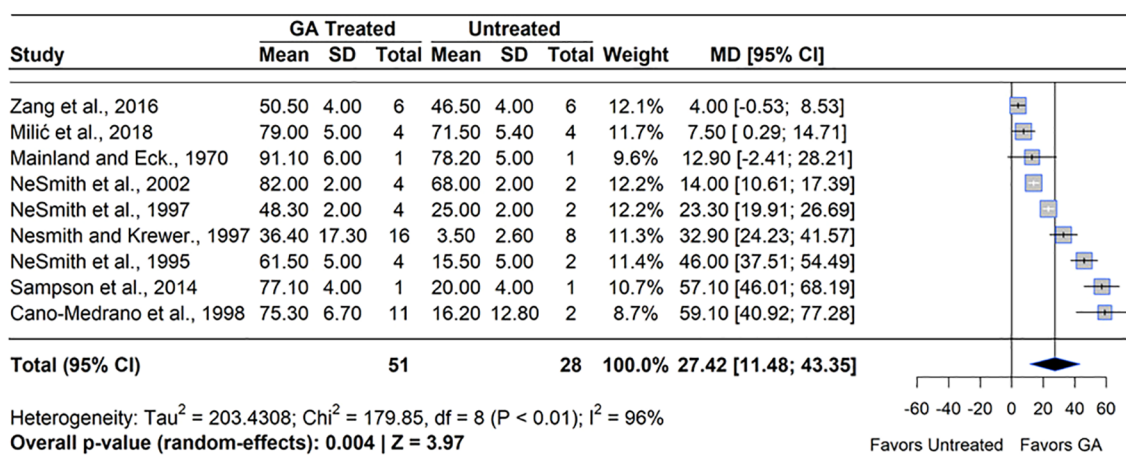 GA Treated Untreated
Study Mean SD Total Mean SD Total Weight MD [95% CI]
Zang et al., 2016 50.50 4.00 6 46.50 4.00 6 12.1% 4.00 [-0.53; 8.53]
Milić et al., 2018 79.00 5.00 4 71.50 5.40 4 11.7% 7.50 [ 0.29; 14.71]
Mainland and Eck., 1970 91.10 6.00 1 78.20 5.00 1 9.6% 12.90 [-2.41; 28.21]
NeSmith et al., 2002 82.00 2.00 4 68.00 2.00 2 12.2% 14.00 [10.61; 17.39]
NeSmith et al., 1997 48.30 2.00 4 25.00 2.00 2 12.2% 23.30 [19.91; 26.69]
Nesmith and Krewer., 1997 36.40 17.30 16 3.50 2.60 8 11.3% 32.90 [24.23; 41.57]
NeSmith et al., 1995 61.50 5.00 4 15.50 5.00 2 11.4% 46.00 [37.51; 54.49]
Sampson et al., 2014 77.10 4.00 1 20.00 4.00 1 10.7% 57.10 [46.01; 68.19]
Cano-Medrano et al., 1998 75.30 6.70 11 16.20 12.80 2 8.7% 59.10 [40.92; 77.28]
Total (95% CI) 51 28 100.0% 27.42 [11.48; 43.35]
-60 -40 -20 0 20 40 60
Heterogeneity: Tau² = 203.4308; Chi² = 179.85, df = 8 (P < 0.01); I² = 96%
Overall p-value (random-effects): 0.004 | Z = 3.97
Favors Untreated Favors GA